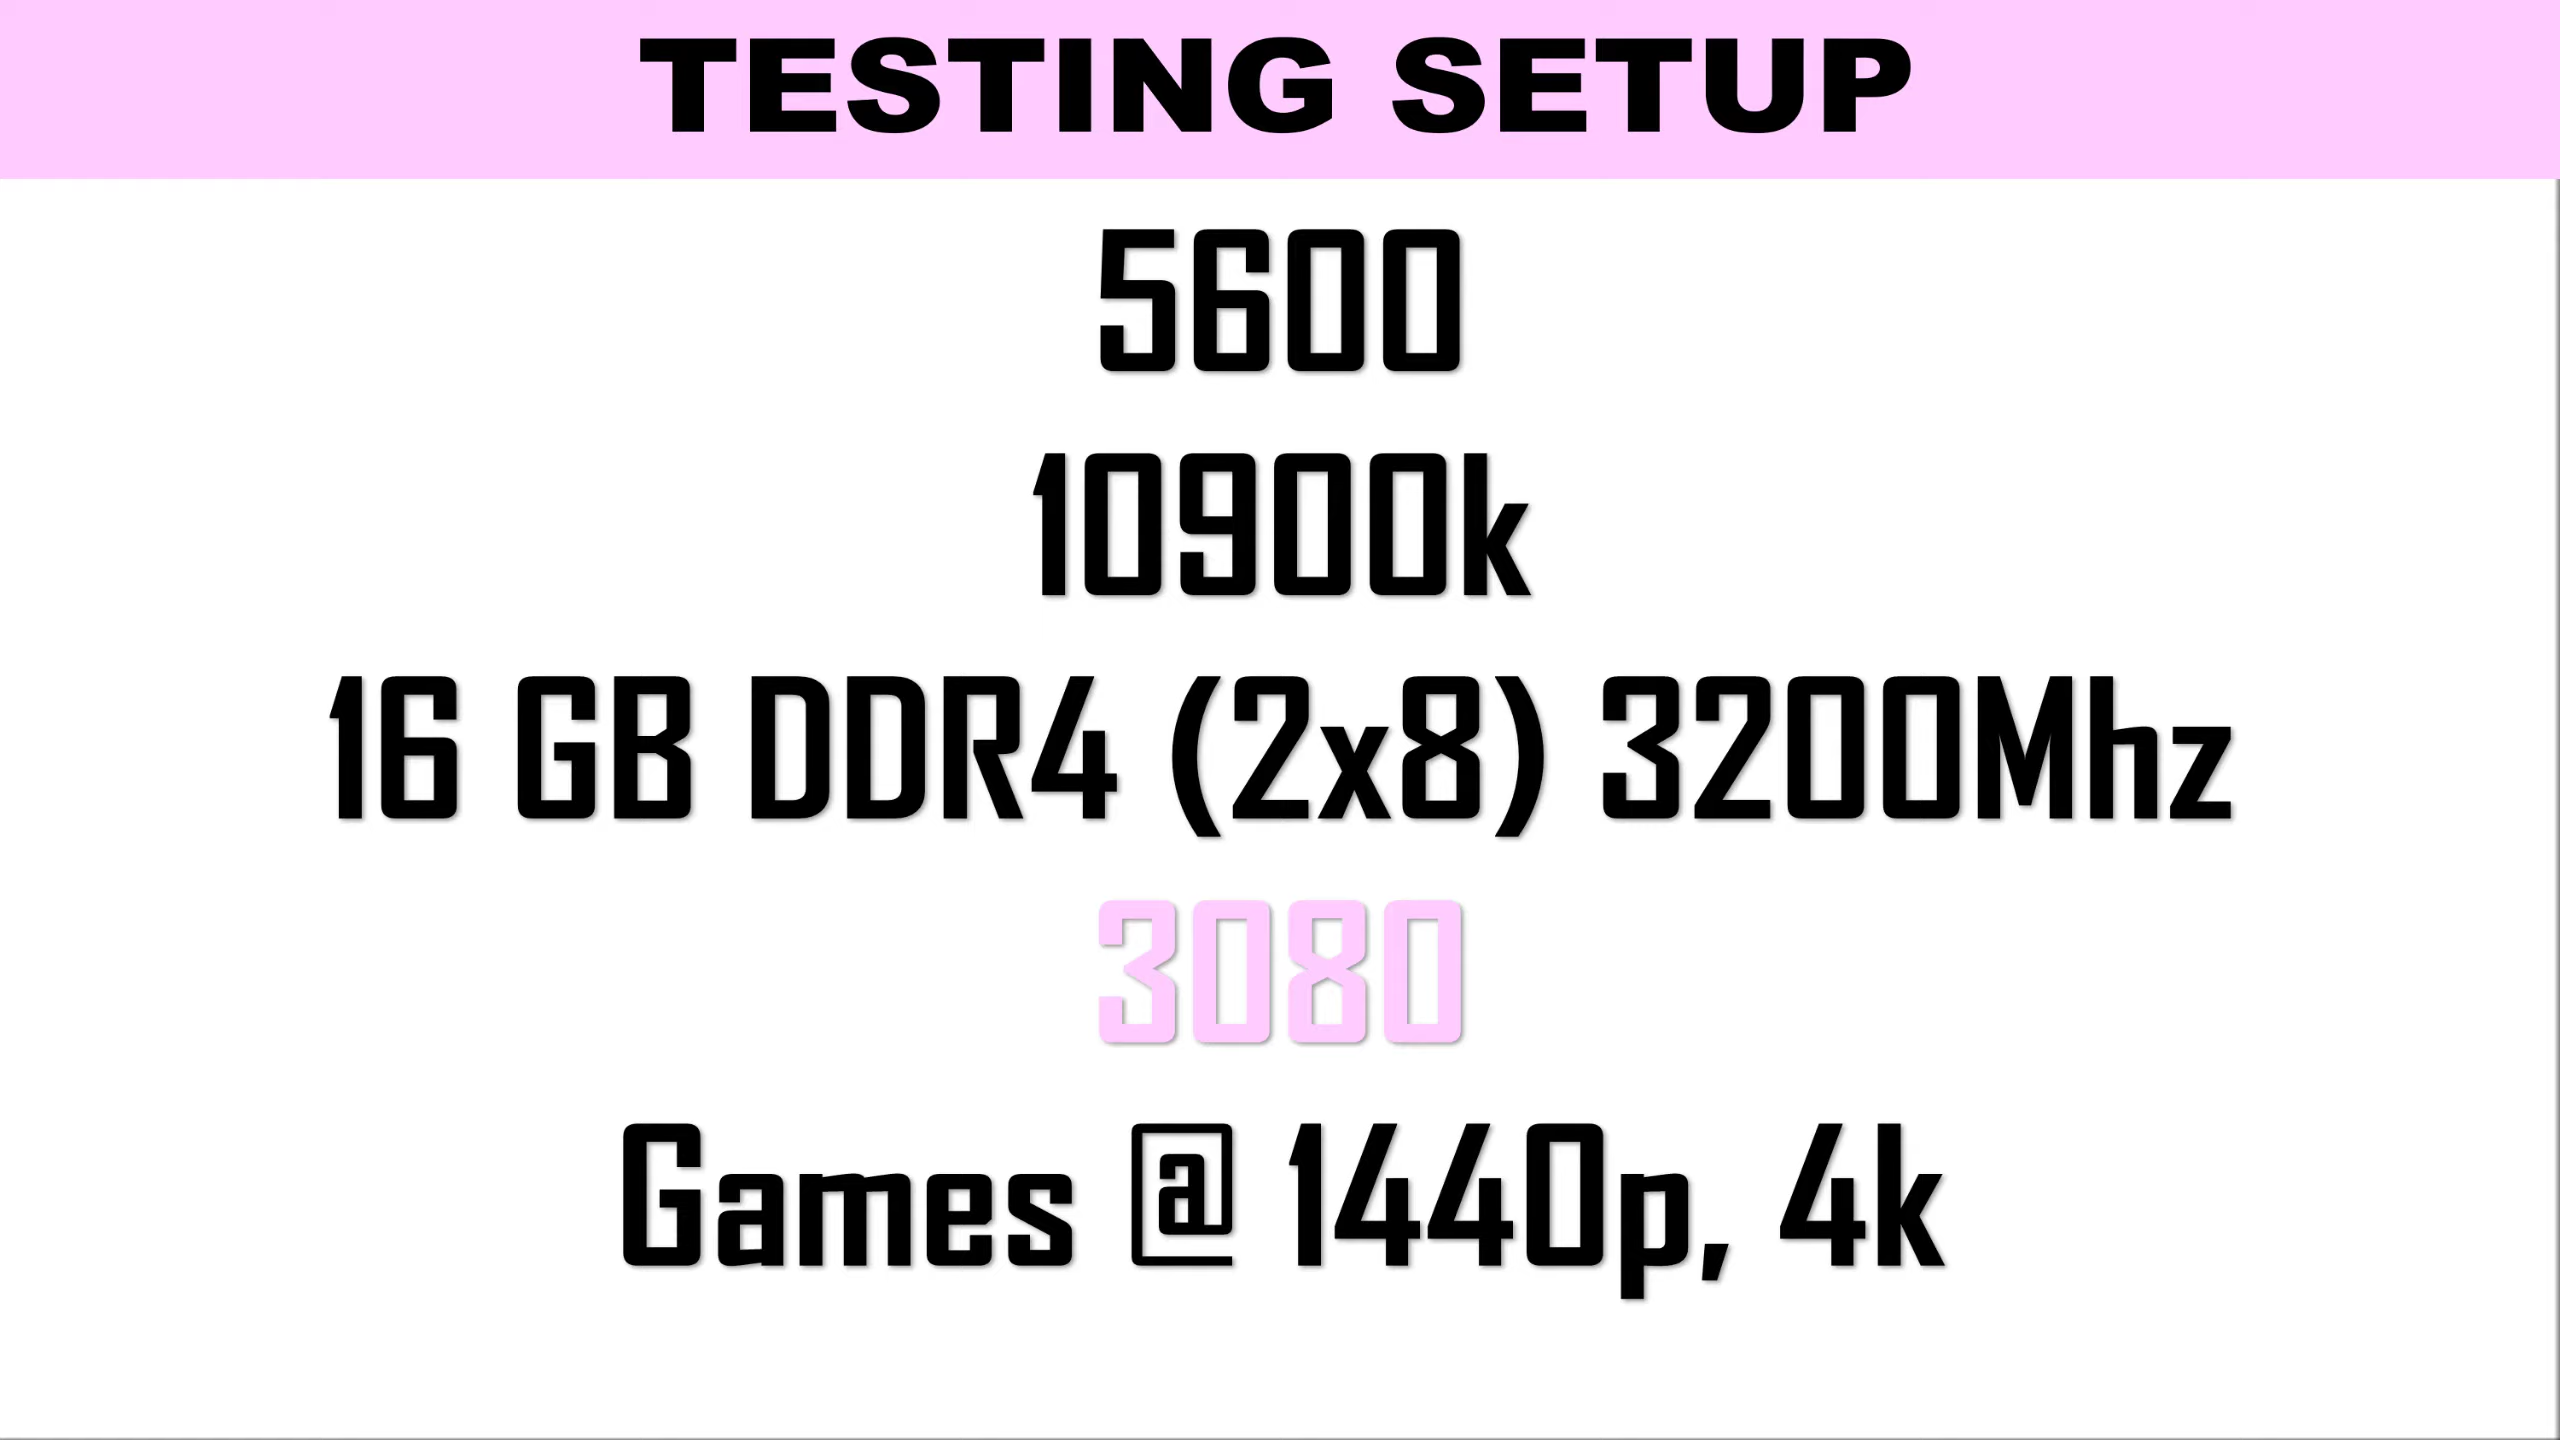 TESTING SETUP
5600
10900k
16 GB DDR4 (2x8) 3200Mhz
3080
Games @ 1440p, 4k